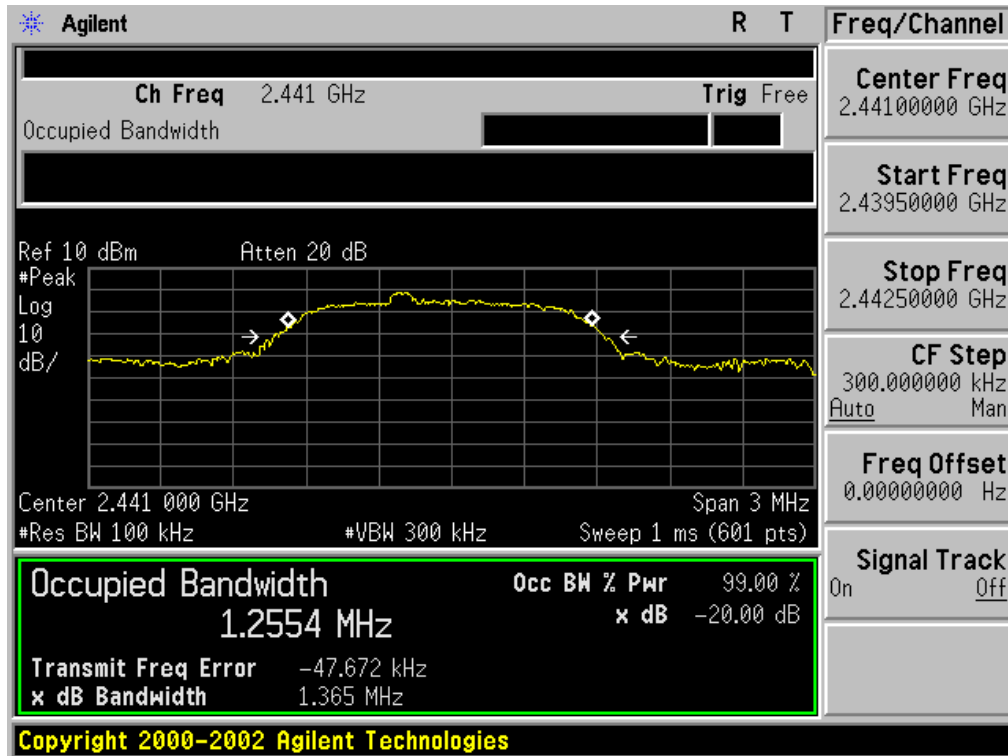 Agilent R T
Ch Freq 2.441 GHz Trig Free
Occupied Bandwidth
Ref 10 dBm Atten 20 dB
#Peak
Log
10
dB/
Center 2.441 000 GHz Span 3 MHz
#Res BW 100 kHz #VBW 300 kHz Sweep 1 ms (601 pts)
Occupied Bandwidth
1.2554 MHz
Occ BW % Pwr 99.00 %
x dB -20.00 dB
Transmit Freq Error -47.672 kHz
x dB Bandwidth 1.365 MHz
Copyright 2000-2002 Agilent Technologies
Freq/Channel
Center Freq
2.44100000 GHz
Start Freq
2.43950000 GHz
Stop Freq
2.44250000 GHz
CF Step
300.000000 kHz
Auto Man
Freq Offset
0.00000000 Hz
Signal Track
On Off